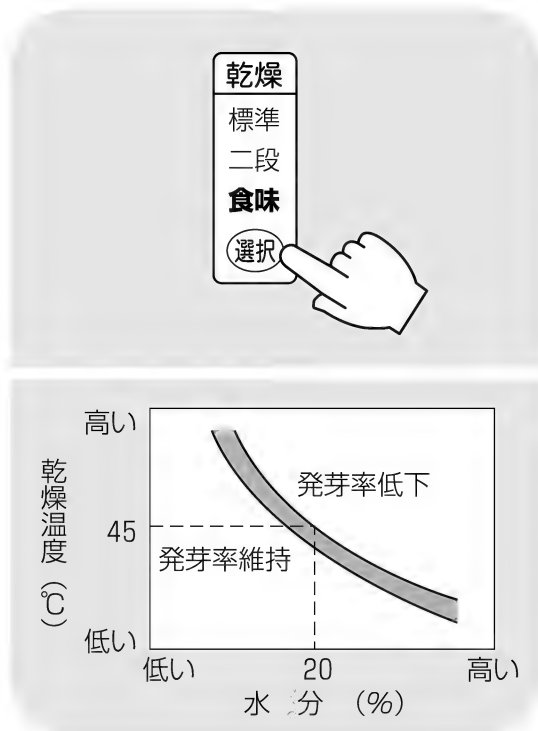 乾燥
標準
二段
食味
選択
高い
発芽率低下
乾燥温度(℃)
45
発芽率維持
低い
低い
20
高い
水分(%)